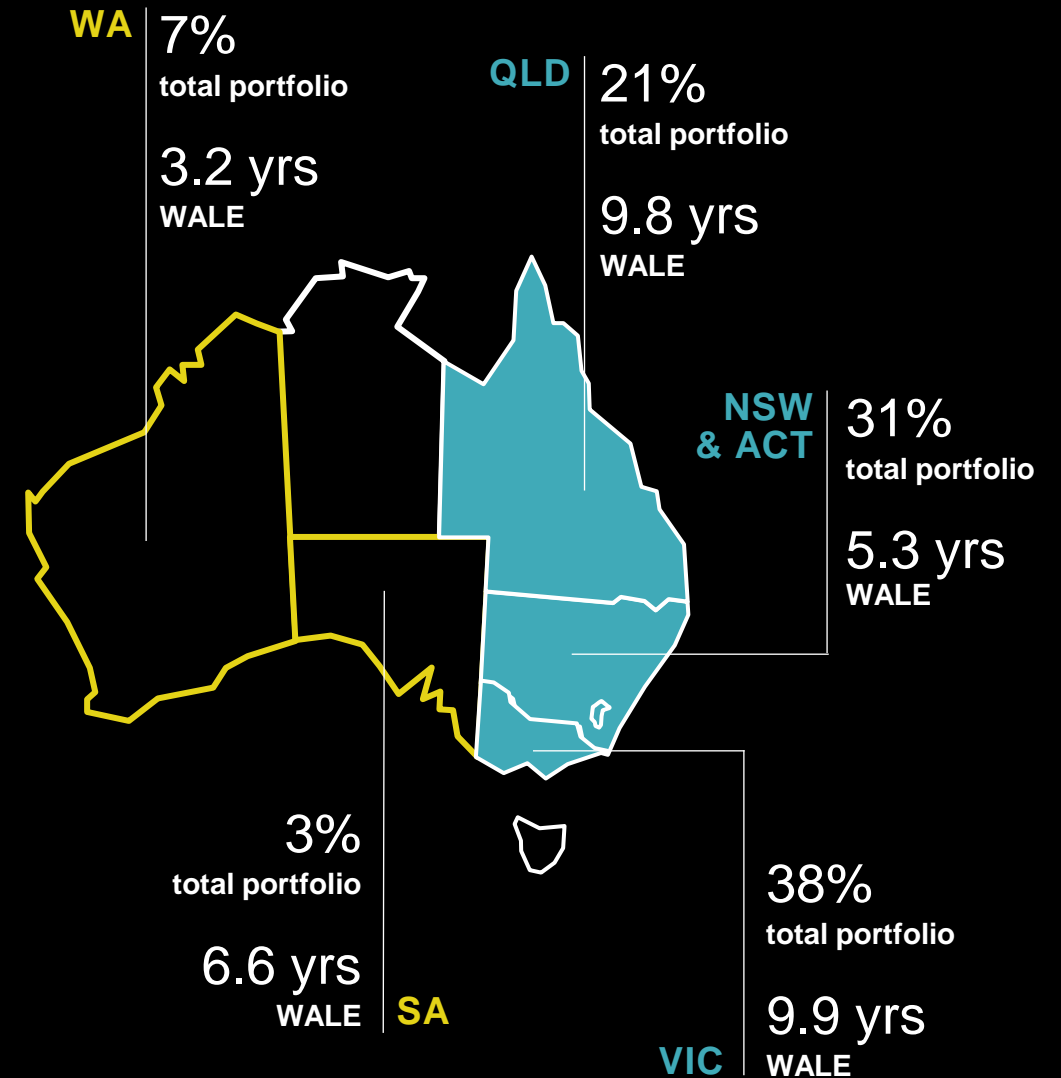 WA
7%
total portfolio
3.2 yrs
WALE
QLD
21%
total portfolio
9.8 yrs
WALE
NSW
& ACT
31%
total portfolio
5.3 yrs
WALE
3%
total portfolio
6.6 yrs
WALE
SA
38%
total portfolio
9.9 yrs
WALE
VIC